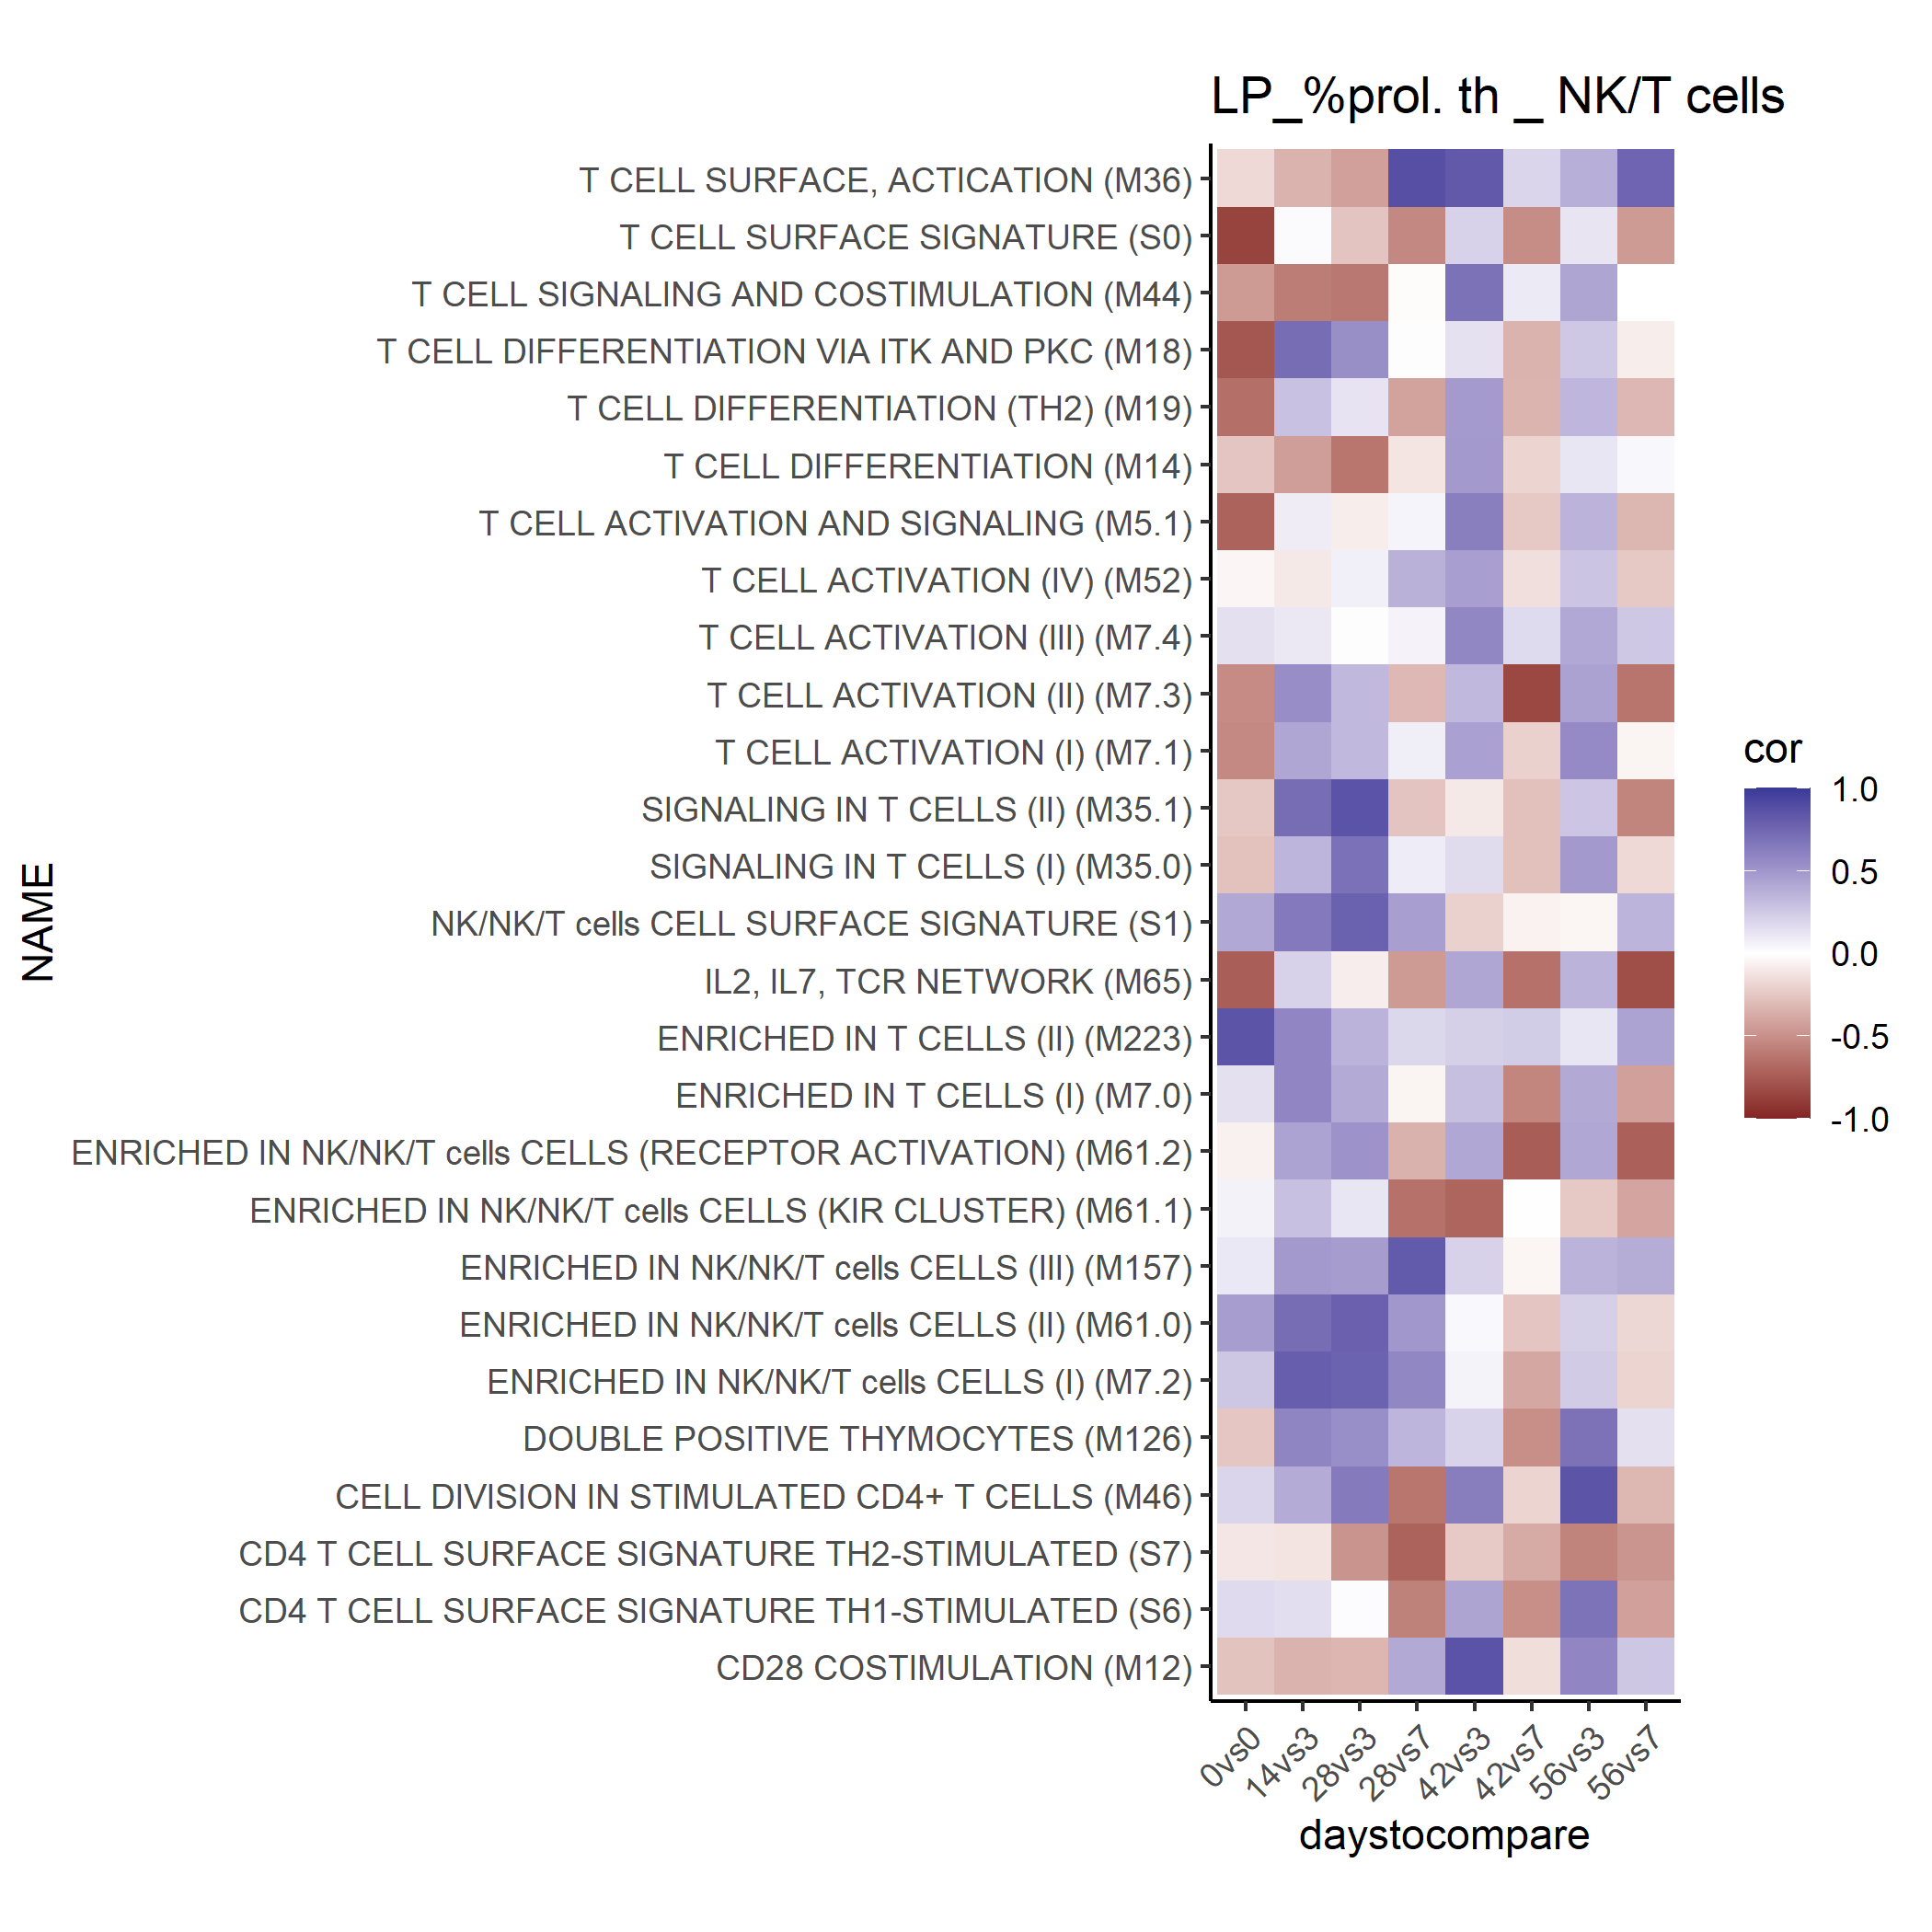 LP_%prol. th _ NK/T cells
T CELL SURFACE, ACTICATION (M36)
T CELL SURFACE SIGNATURE (S0)
T CELL SIGNALING AND COSTIMULATION (M44)
T CELL DIFFERENTIATION VIA ITK AND PKC (M18)
T CELL DIFFERENTIATION (TH2) (M19)
T CELL DIFFERENTIATION (M14)
T CELL ACTIVATION AND SIGNALING (M5.1)
T CELL ACTIVATION (IV) (M52)
T CELL ACTIVATION (III) (M7.4)
T CELL ACTIVATION (II) (M7.3)
T CELL ACTIVATION (I) (M7.1)
SIGNALING IN T CELLS (II) (M35.1)
SIGNALING IN T CELLS (I) (M35.0)
NK/NK/T cells CELL SURFACE SIGNATURE (S1)
IL2, IL7, TCR NETWORK (M65)
ENRICHED IN T CELLS (II) (M223)
ENRICHED IN T CELLS (I) (M7.0)
ENRICHED IN NK/NK/T cells CELLS (RECEPTOR ACTIVATION) (M61.2)
ENRICHED IN NK/NK/T cells CELLS (KIR CLUSTER) (M61.1)
ENRICHED IN NK/NK/T cells CELLS (III) (M157)
ENRICHED IN NK/NK/T cells CELLS (II) (M61.0)
ENRICHED IN NK/NK/T cells CELLS (I) (M7.2)
DOUBLE POSITIVE THYMOCYTES (M126)
CELL DIVISION IN STIMULATED CD4+ T CELLS (M46)
CD4 T CELL SURFACE SIGNATURE TH2-STIMULATED (S7)
CD4 T CELL SURFACE SIGNATURE TH1-STIMULATED (S6)
CD28 COSTIMULATION (M12)
NAME
0vs0
14vs3
28vs3
28vs7
42vs3
42vs7
56vs3
56vs7
daystocompare
cor
1.0
0.5
0.0
-0.5
-1.0